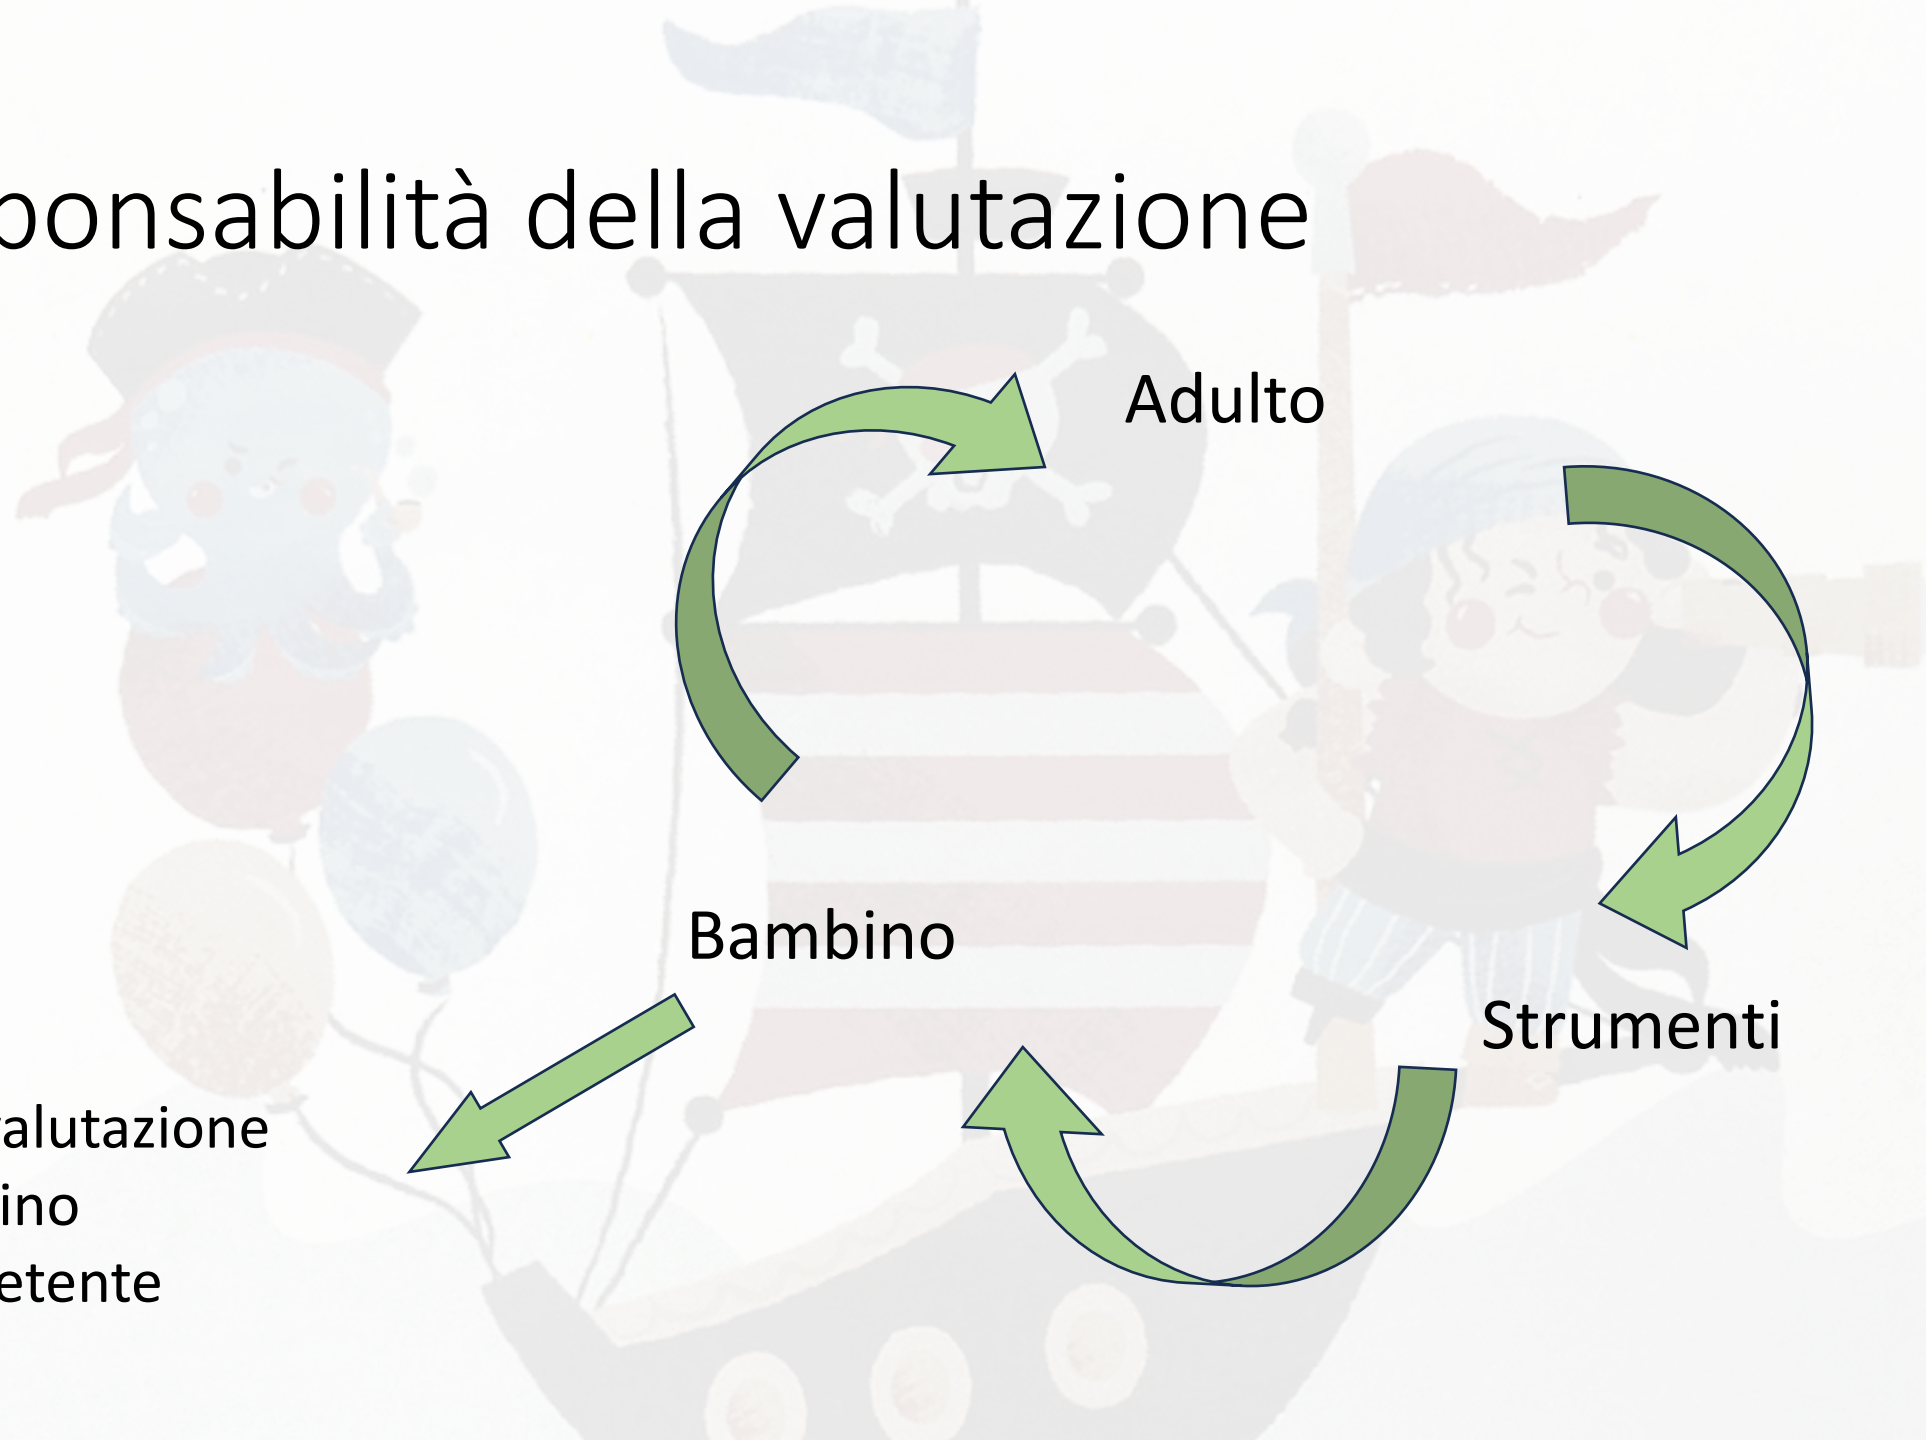 ponsabilità della valutazione
Adulto
Bambino
Strumenti
valutazione
ino
etente